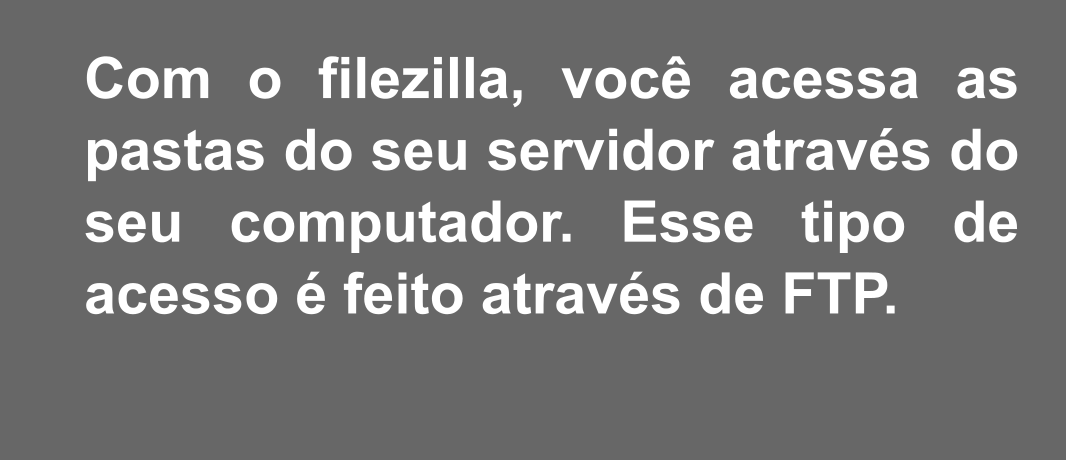 Com o filezilla, você acessa as
pastas do seu servidor através do
seu computador. Esse tipo de
acesso é feito através de FTP.